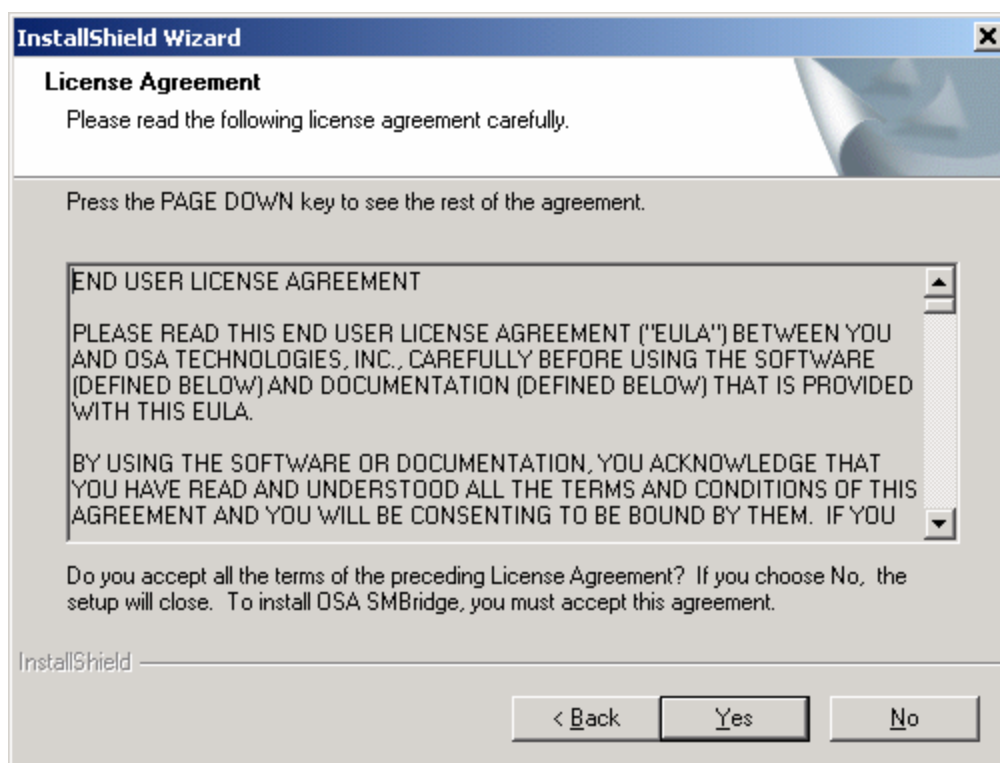 InstallShield Wizard
License Agreement
Please read the following license agreement carefully.
Press the PAGE DOWN key to see the rest of the agreement.
END USER LICENSE AGREEMENT
PLEASE READ THIS END USER LICENSE AGREEMENT ("EULA") BETWEEN YOU
AND OSA TECHNOLOGIES, INC., CAREFULLY BEFORE USING THE SOFTWARE
(DEFINED BELOW) AND DOCUMENTATION (DEFINED BELOW) THAT IS PROVIDED
WITH THIS EULA.
BY USING THE SOFTWARE OR DOCUMENTATION, YOU ACKNOWLEDGE THAT
YOU HAVE READ AND UNDERSTOOD ALL THE TERMS AND CONDITIONS OF THIS
AGREEMENT AND YOU WILL BE CONSENTING TO BE BOUND BY THEM.  IF YOU
Do you accept all the terms of the preceding License Agreement?  If you choose No,  the
setup will close.  To install OSA SMBridge, you must accept this agreement.
InstallShield
< Back
Yes
No